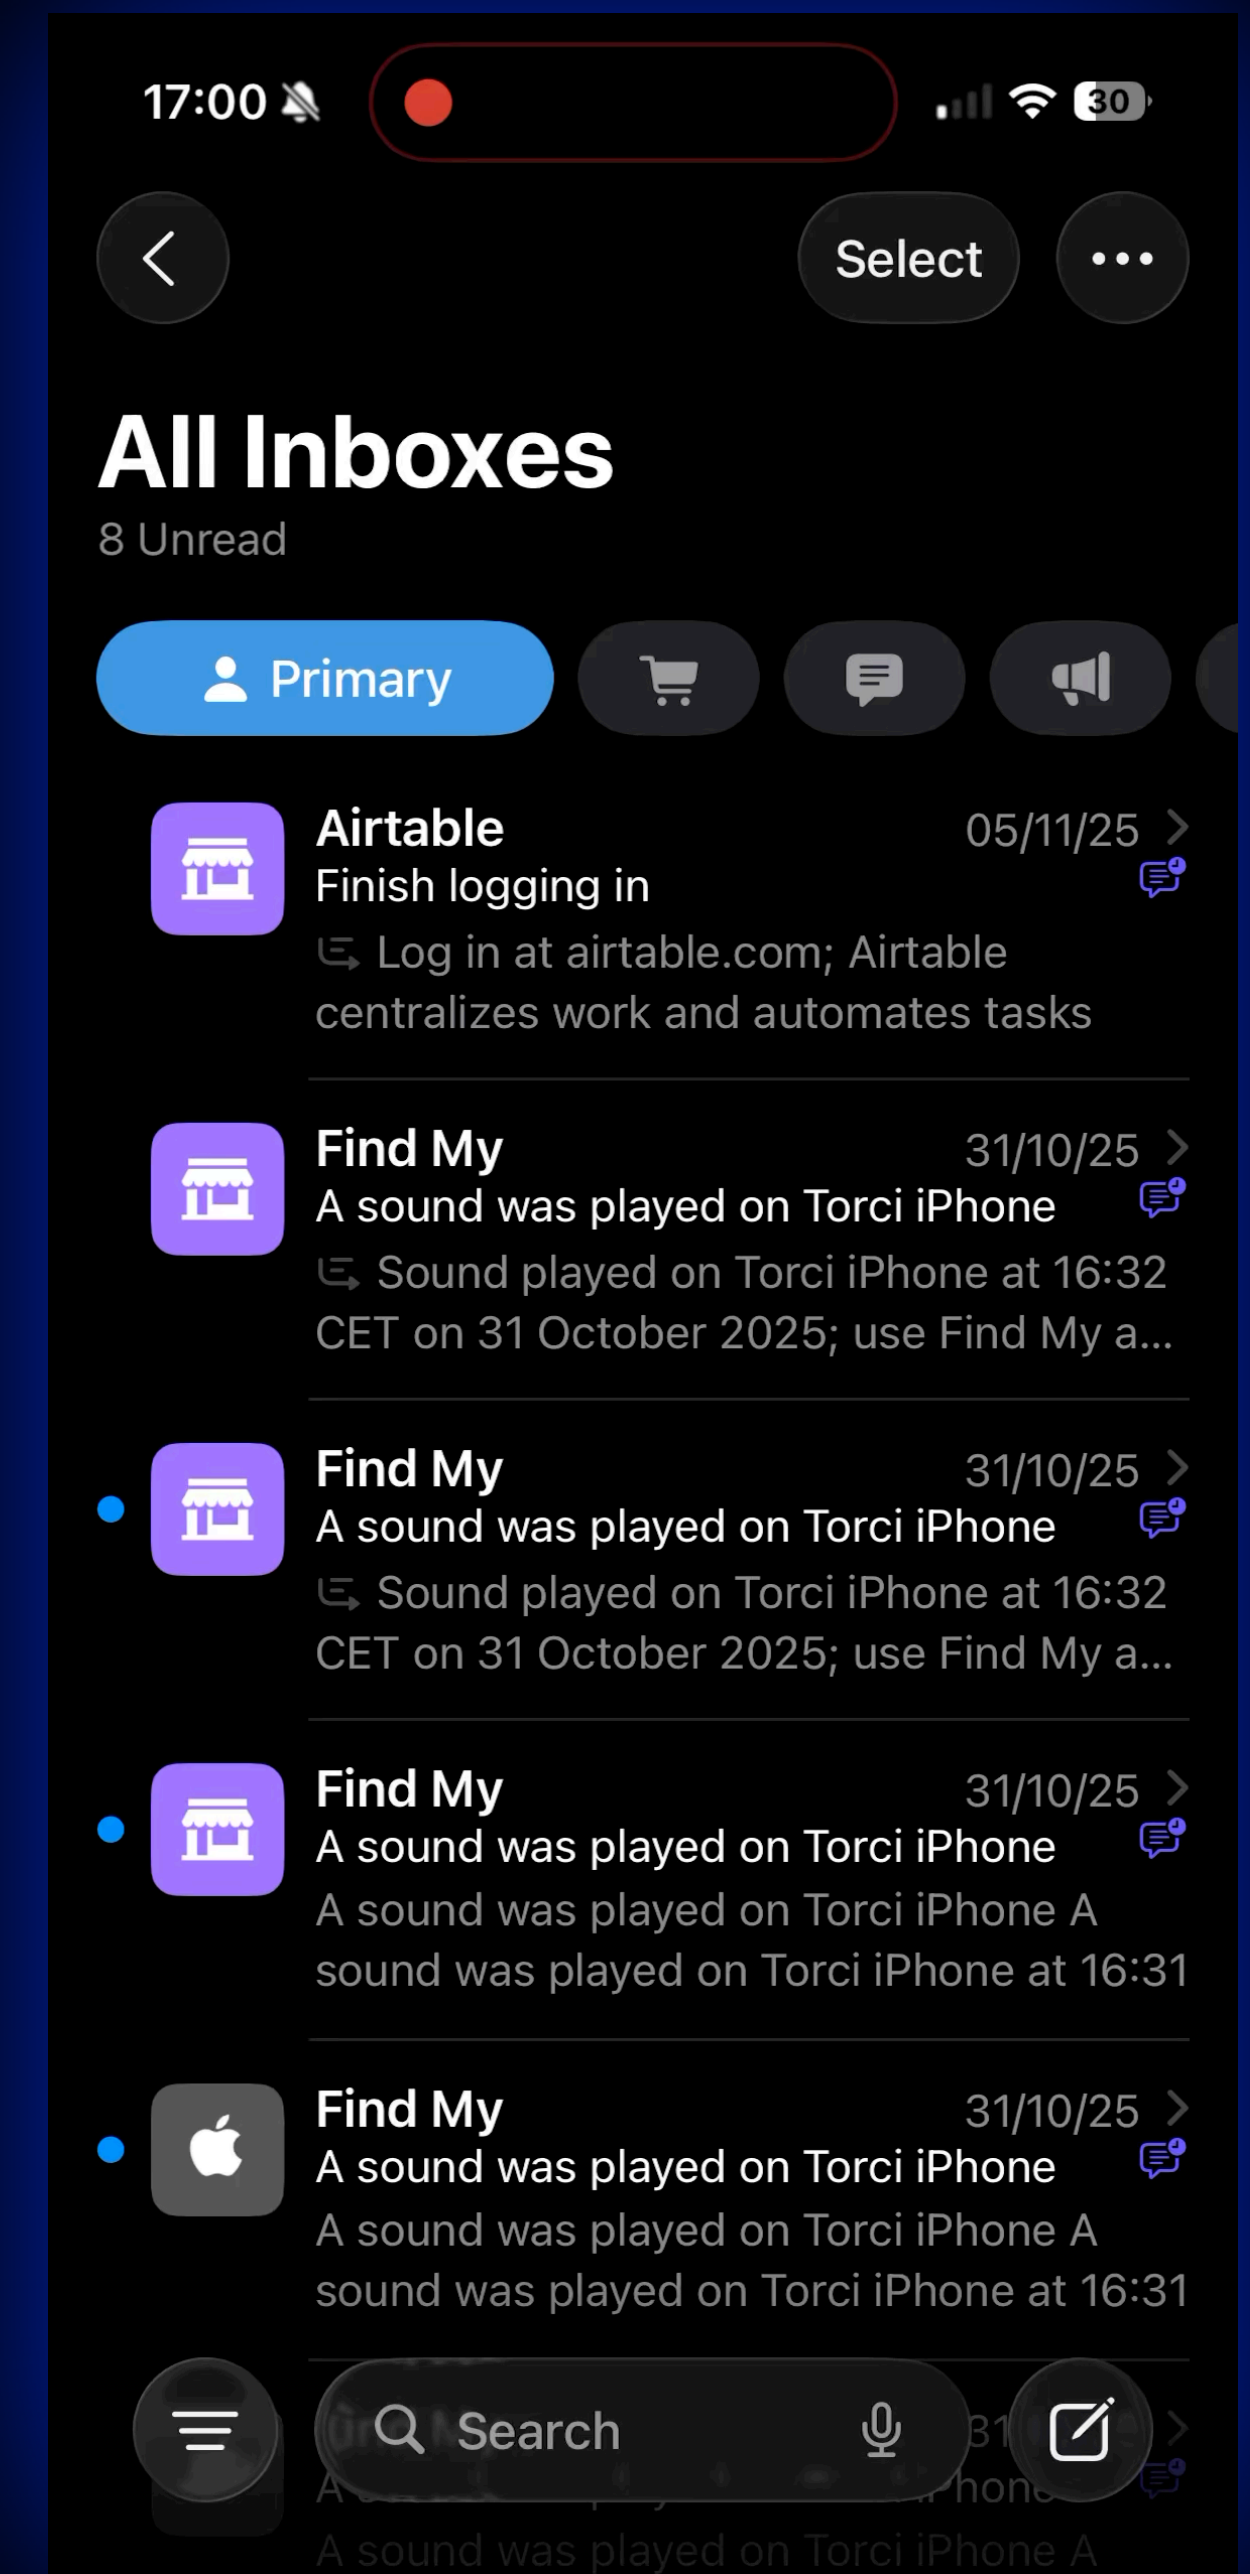 17:00
30
Select
All Inboxes
8 Unread
Primary
Airtable 05/11/25
Finish logging in
Log in at airtable.com; Airtable
centralizes work and automates tasks
Find My 31/10/25
A sound was played on Torci iPhone
Sound played on Torci iPhone at 16:32
CET on 31 October 2025; use Find My a...
Find My 31/10/25
A sound was played on Torci iPhone
Sound played on Torci iPhone at 16:32
CET on 31 October 2025; use Find My a...
Find My 31/10/25
A sound was played on Torci iPhone
A sound was played on Torci iPhone A
sound was played on Torci iPhone at 16:31
Find My 31/10/25
A sound was played on Torci iPhone
A sound was played on Torci iPhone A
sound was played on Torci iPhone at 16:31
Search
A sound was played on Torci iPhone A